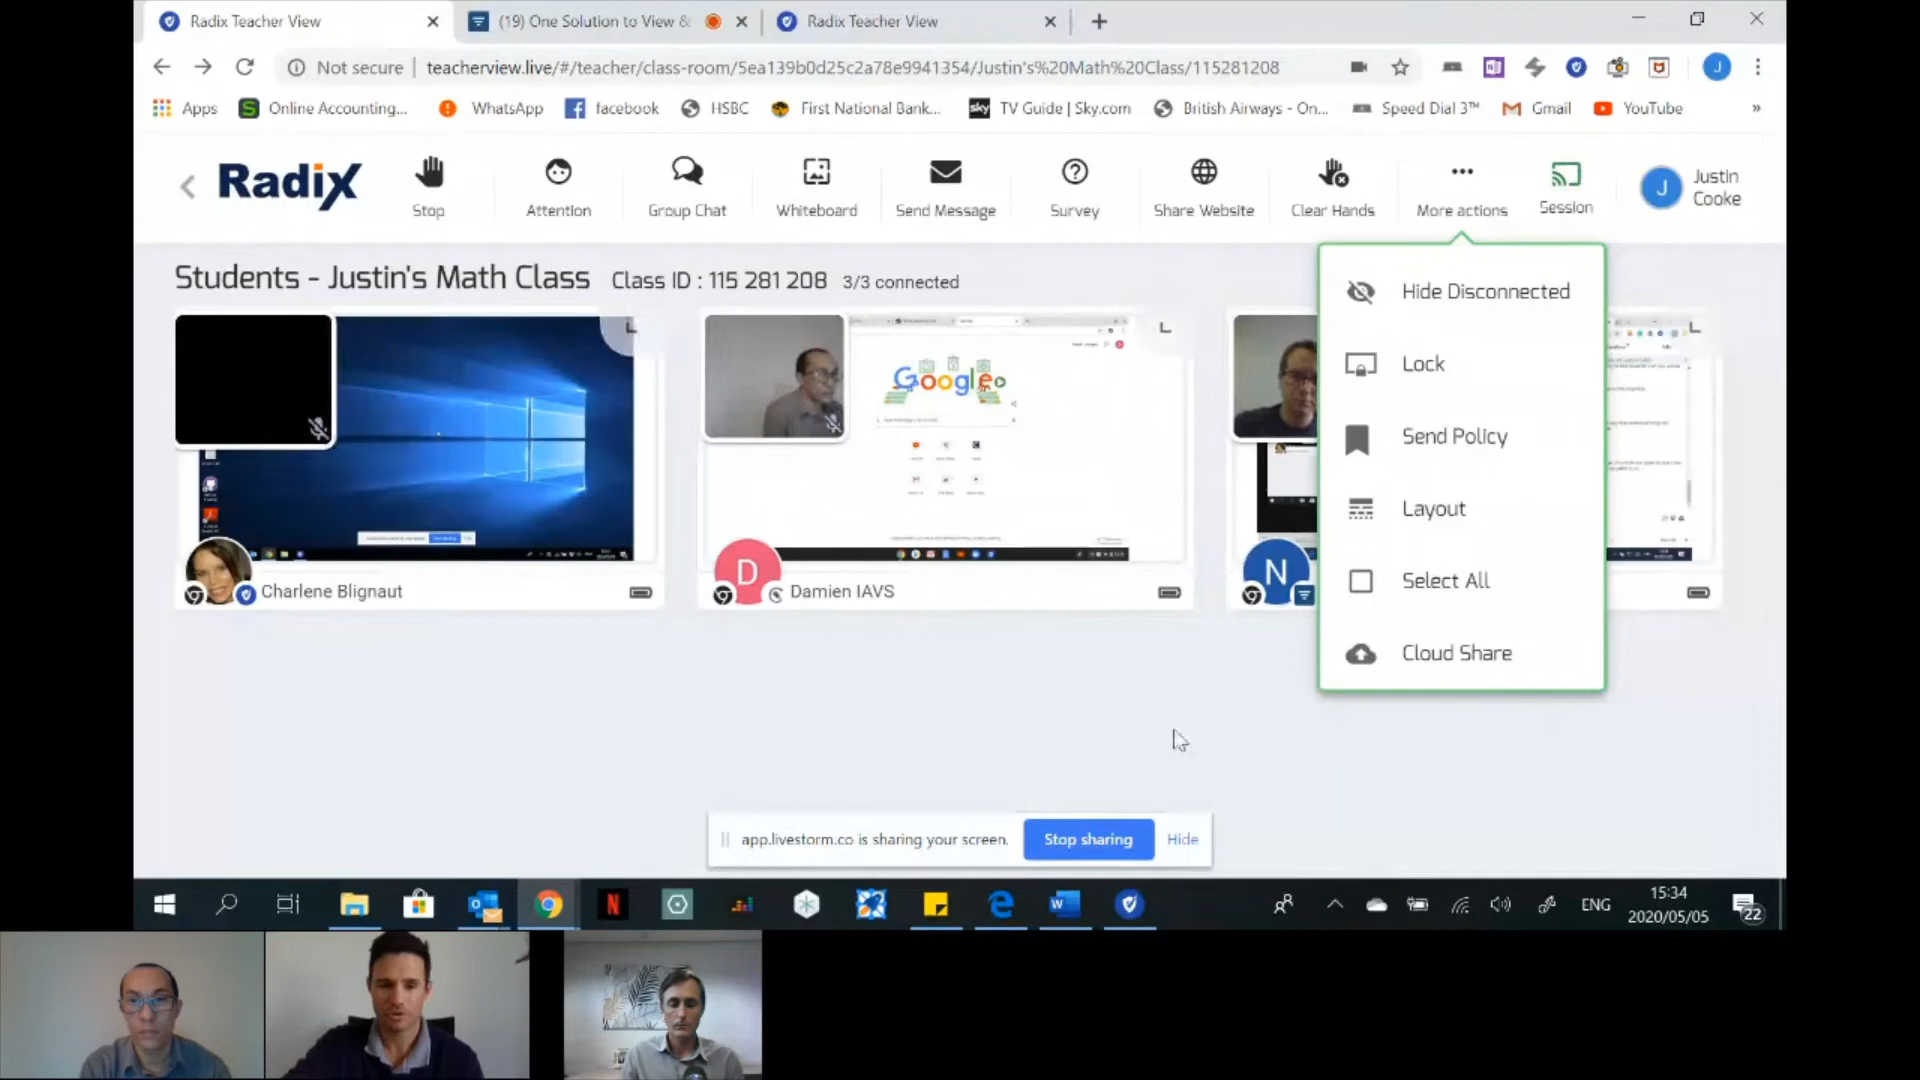 Radix Teacher View
(19) One Solution to View &
Radix Teacher View
Not secure
teacherview.live/#/teacher/class-room/5ea139b0d25c2a78e9941354/Justin's%20Math%20Class/115281208
Apps
Online Accounting...
WhatsApp
facebook
HSBC
First National Bank...
sky
TV Guide | Sky.com
British Airways - On...
Speed Dial 3™
Gmail
YouTube
»
Radix
Stop
Attention
Group Chat
Whiteboard
Send Message
Survey
Share Website
Clear Hands
More actions
Session
J
Justin
Cooke
Students - Justin's Math Class
Class ID : 115 281 208
3/3 connected
Hide Disconnected
Lock
Send Policy
Layout
Select All
Cloud Share
Google
Charlene Blignaut
D
Damien IAVS
N
app.livestorm.co is sharing your screen.
Stop sharing
Hide
ENG
15:34
2020/05/05
22